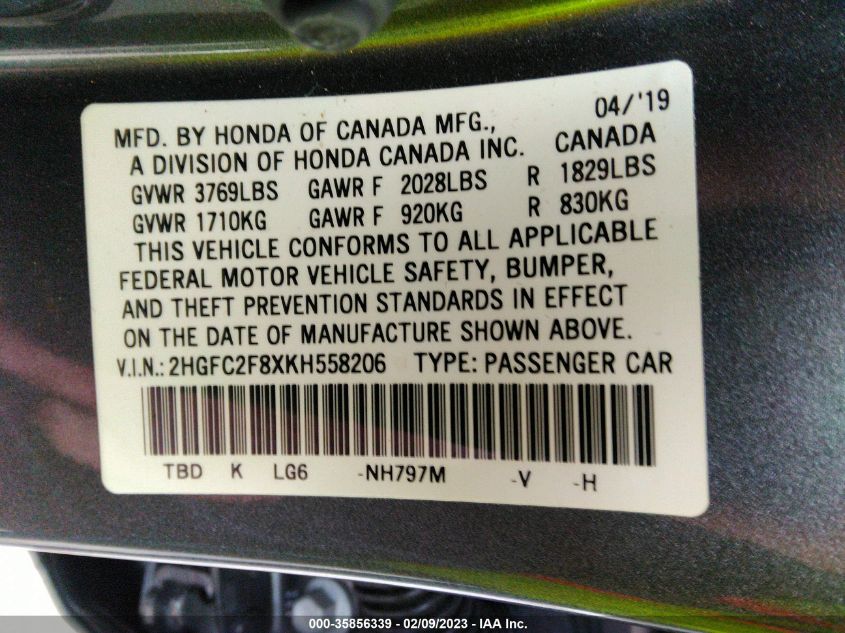 04/'19
MFD. BY HONDA OF CANADA MFG.,
A DIVISION OF HONDA CANADA INC. CANADA
GVWR 3769LBS GAWR F 2028LBS R 1829LBS
GVWR 1710KG GAWR F 920KG R 830KG
THIS VEHICLE CONFORMS TO ALL APPLICABLE
FEDERAL MOTOR VEHICLE SAFETY, BUMPER,
AND THEFT PREVENTION STANDARDS IN EFFECT
ON THE DATE OF MANUFACTURE SHOWN ABOVE.
V.I.N.: 2HGFC2F8XKH558206 TYPE: PASSENGER CAR
TBD K LG6 -NH797M -V -H
000-35856339 - 02/09/2023 - IAA Inc.